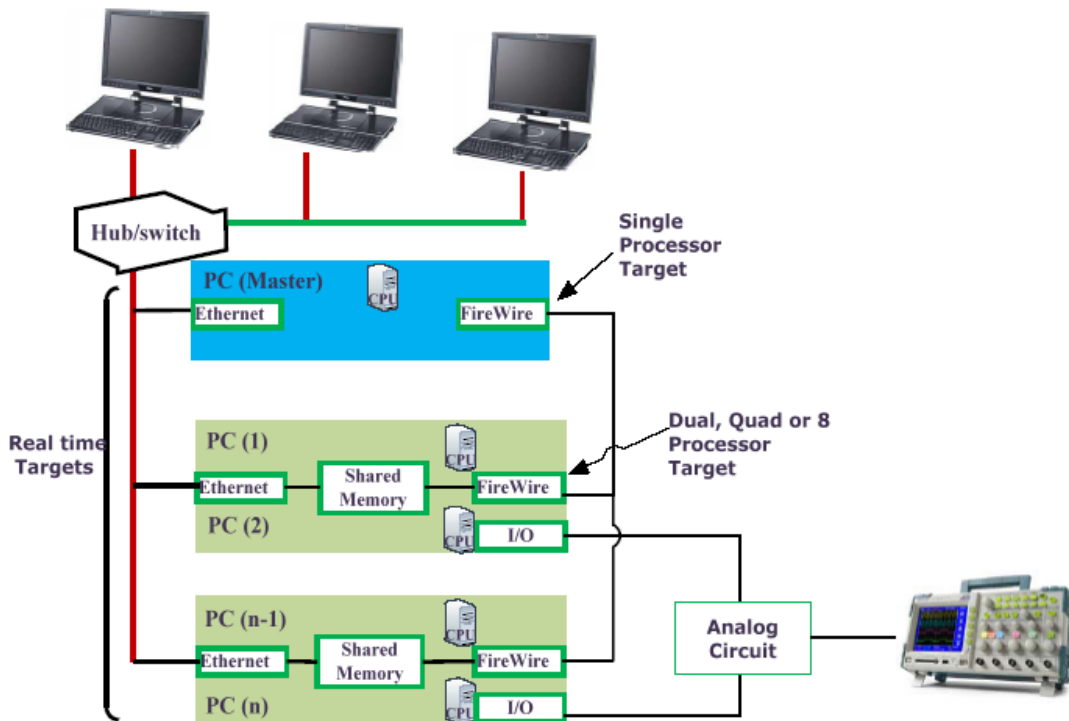 Hub/switch
Single
Processor
Target
PC (Master)
CPU
Ethernet
FireWire
Real time
Targets
Dual, Quad or 8
Processor
Target
PC (1)
CPU
Ethernet
Shared
Memory
FireWire
PC (2)
CPU
I/O
PC (n-1)
CPU
Ethernet
Shared
Memory
FireWire
PC (n)
CPU
I/O
Analog
Circuit